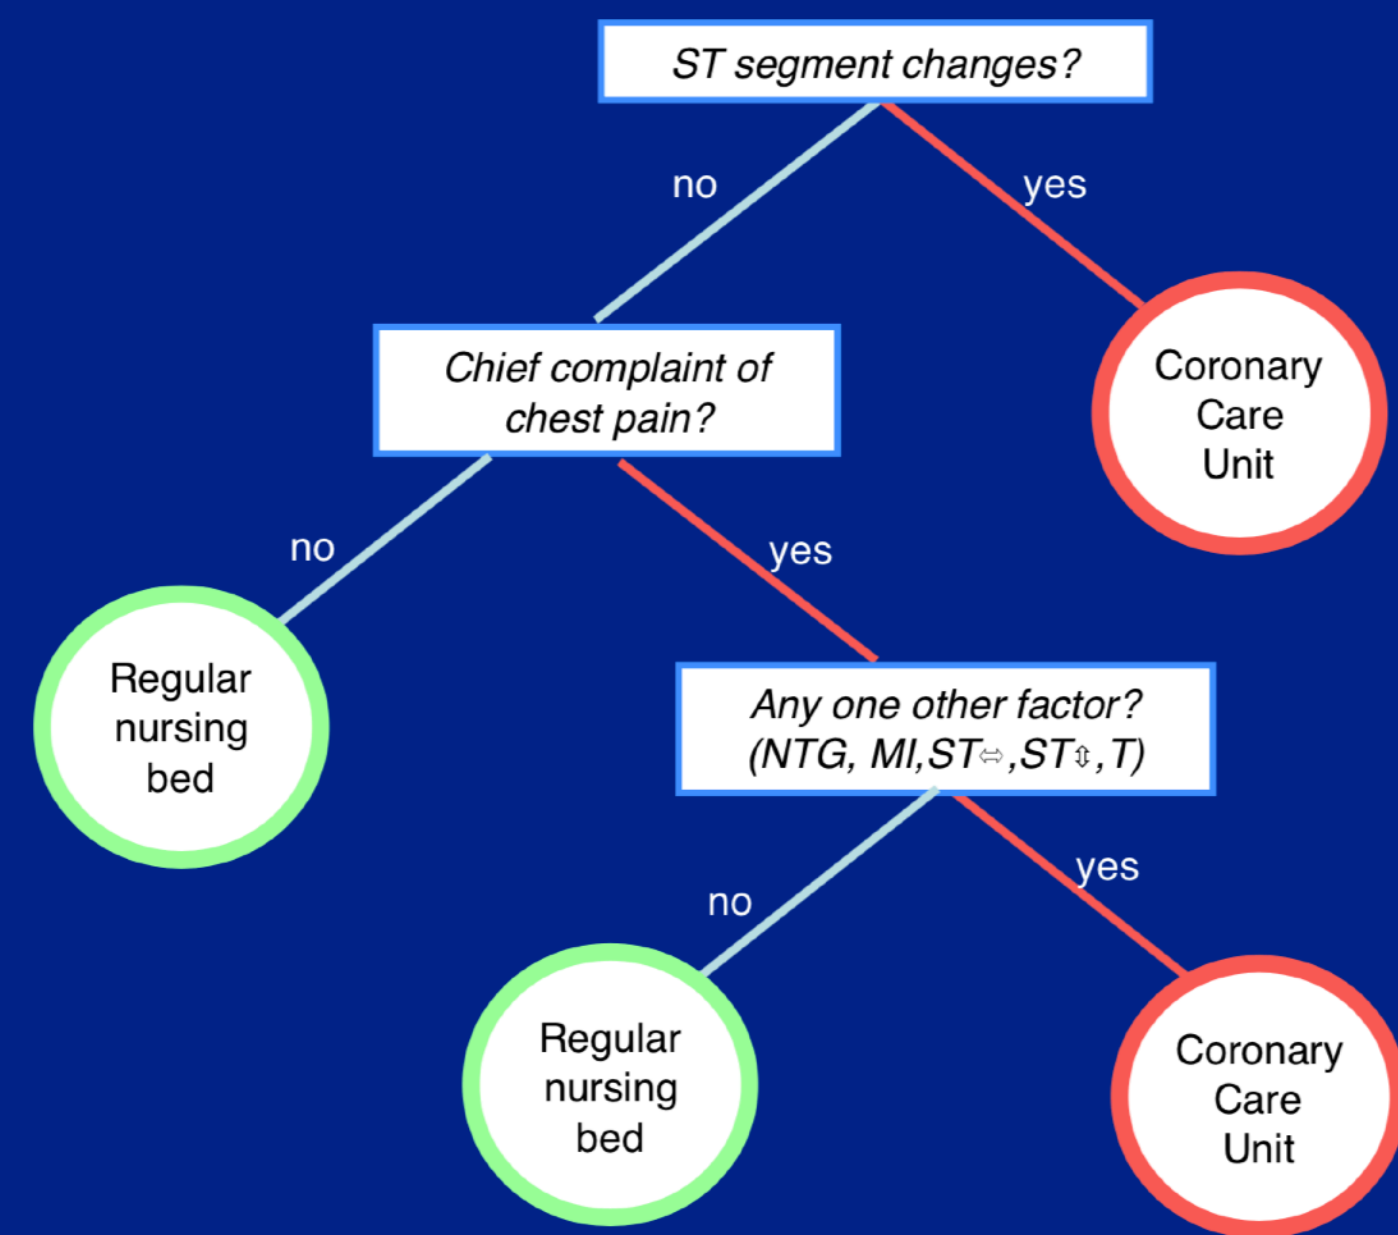 ST segment changes?
no
yes
Chief complaint of
chest pain?
Coronary
Care
Unit
no
yes
Regular
nursing
bed
Any one other factor?
(NTG, MI,ST⇔,ST⇕,T)
no
yes
Regular
nursing
bed
Coronary
Care
Unit